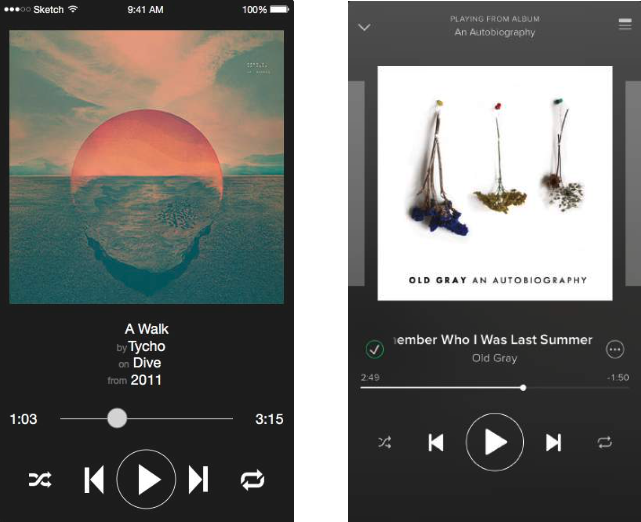 Sketch
9:41 AM
100%
A Walk
by Tycho
on Dive
from 2011
1:03
3:15
PLAYING FROM ALBUM
An Autobiography
OLD GRAY AN AUTOBIOGRAPHY
ember Who I Was Last Summer
Old Gray
2:49
-1:50